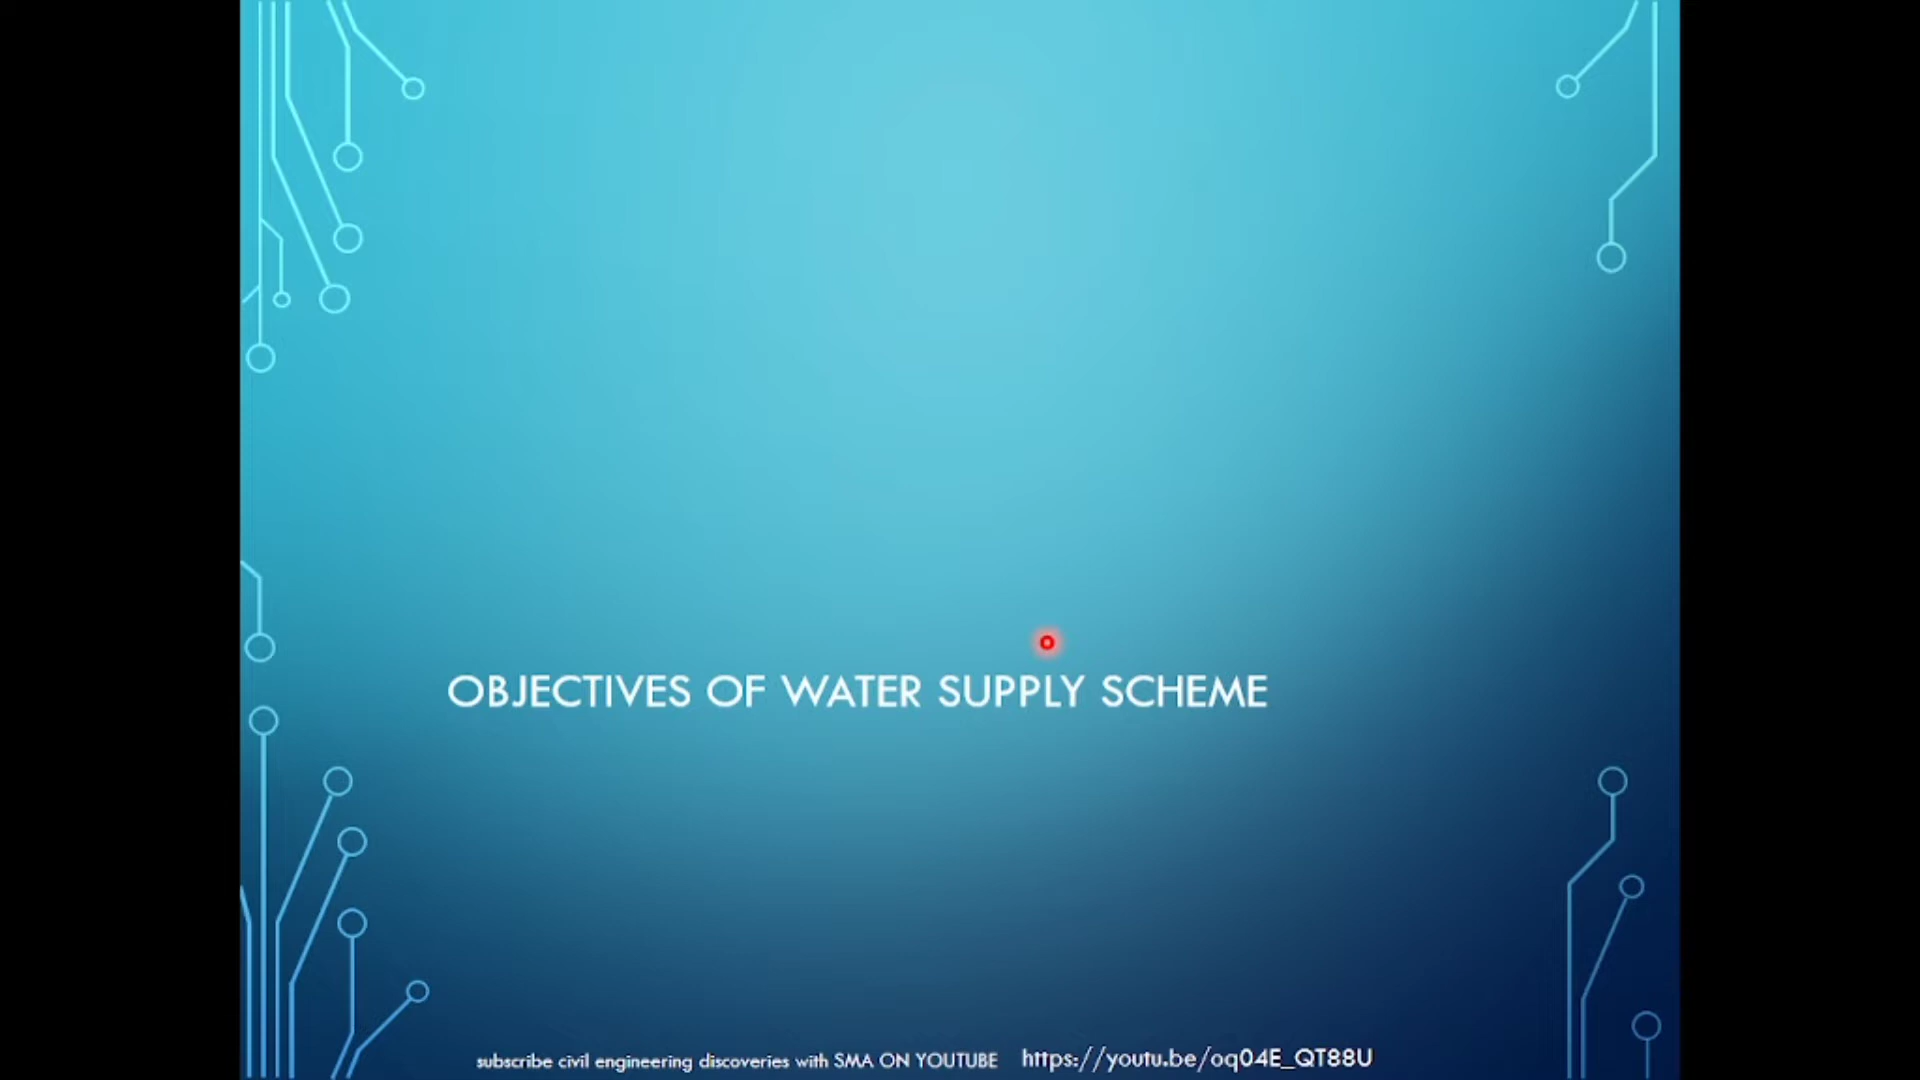 OBJECTIVES OF WATER SUPPLY SCHEME
subscribe civil engineering discoveries with SMA ON YOUTUBE https://youtu.be/oq04E_QT88U